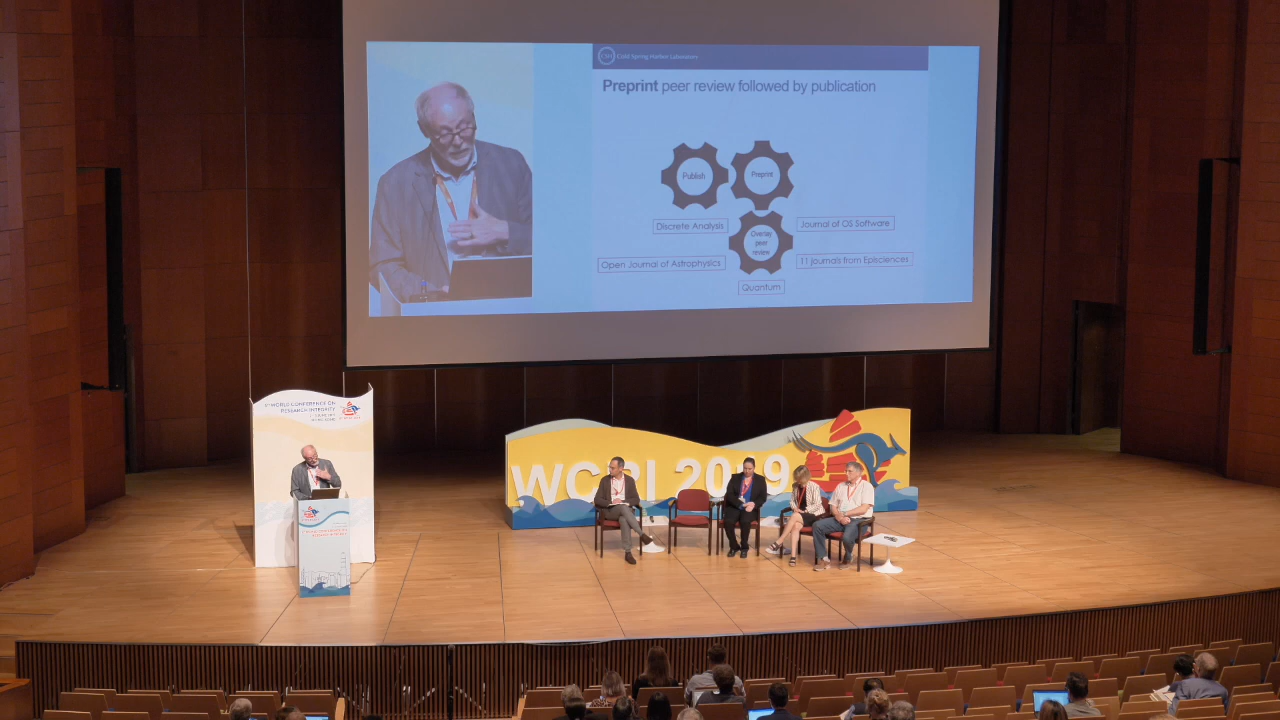 CSH Cold Spring Harbor Laboratory
Preprint peer review followed by publication
Publish
Preprint
Discrete Analysis
Journal of OS Software
Overlay
peer
review
Open Journal of Astrophysics
11 journals from Episciences
Quantum
WORLD CONFERENCE ON
RESEARCH INTEGRITY
WCRI 2019